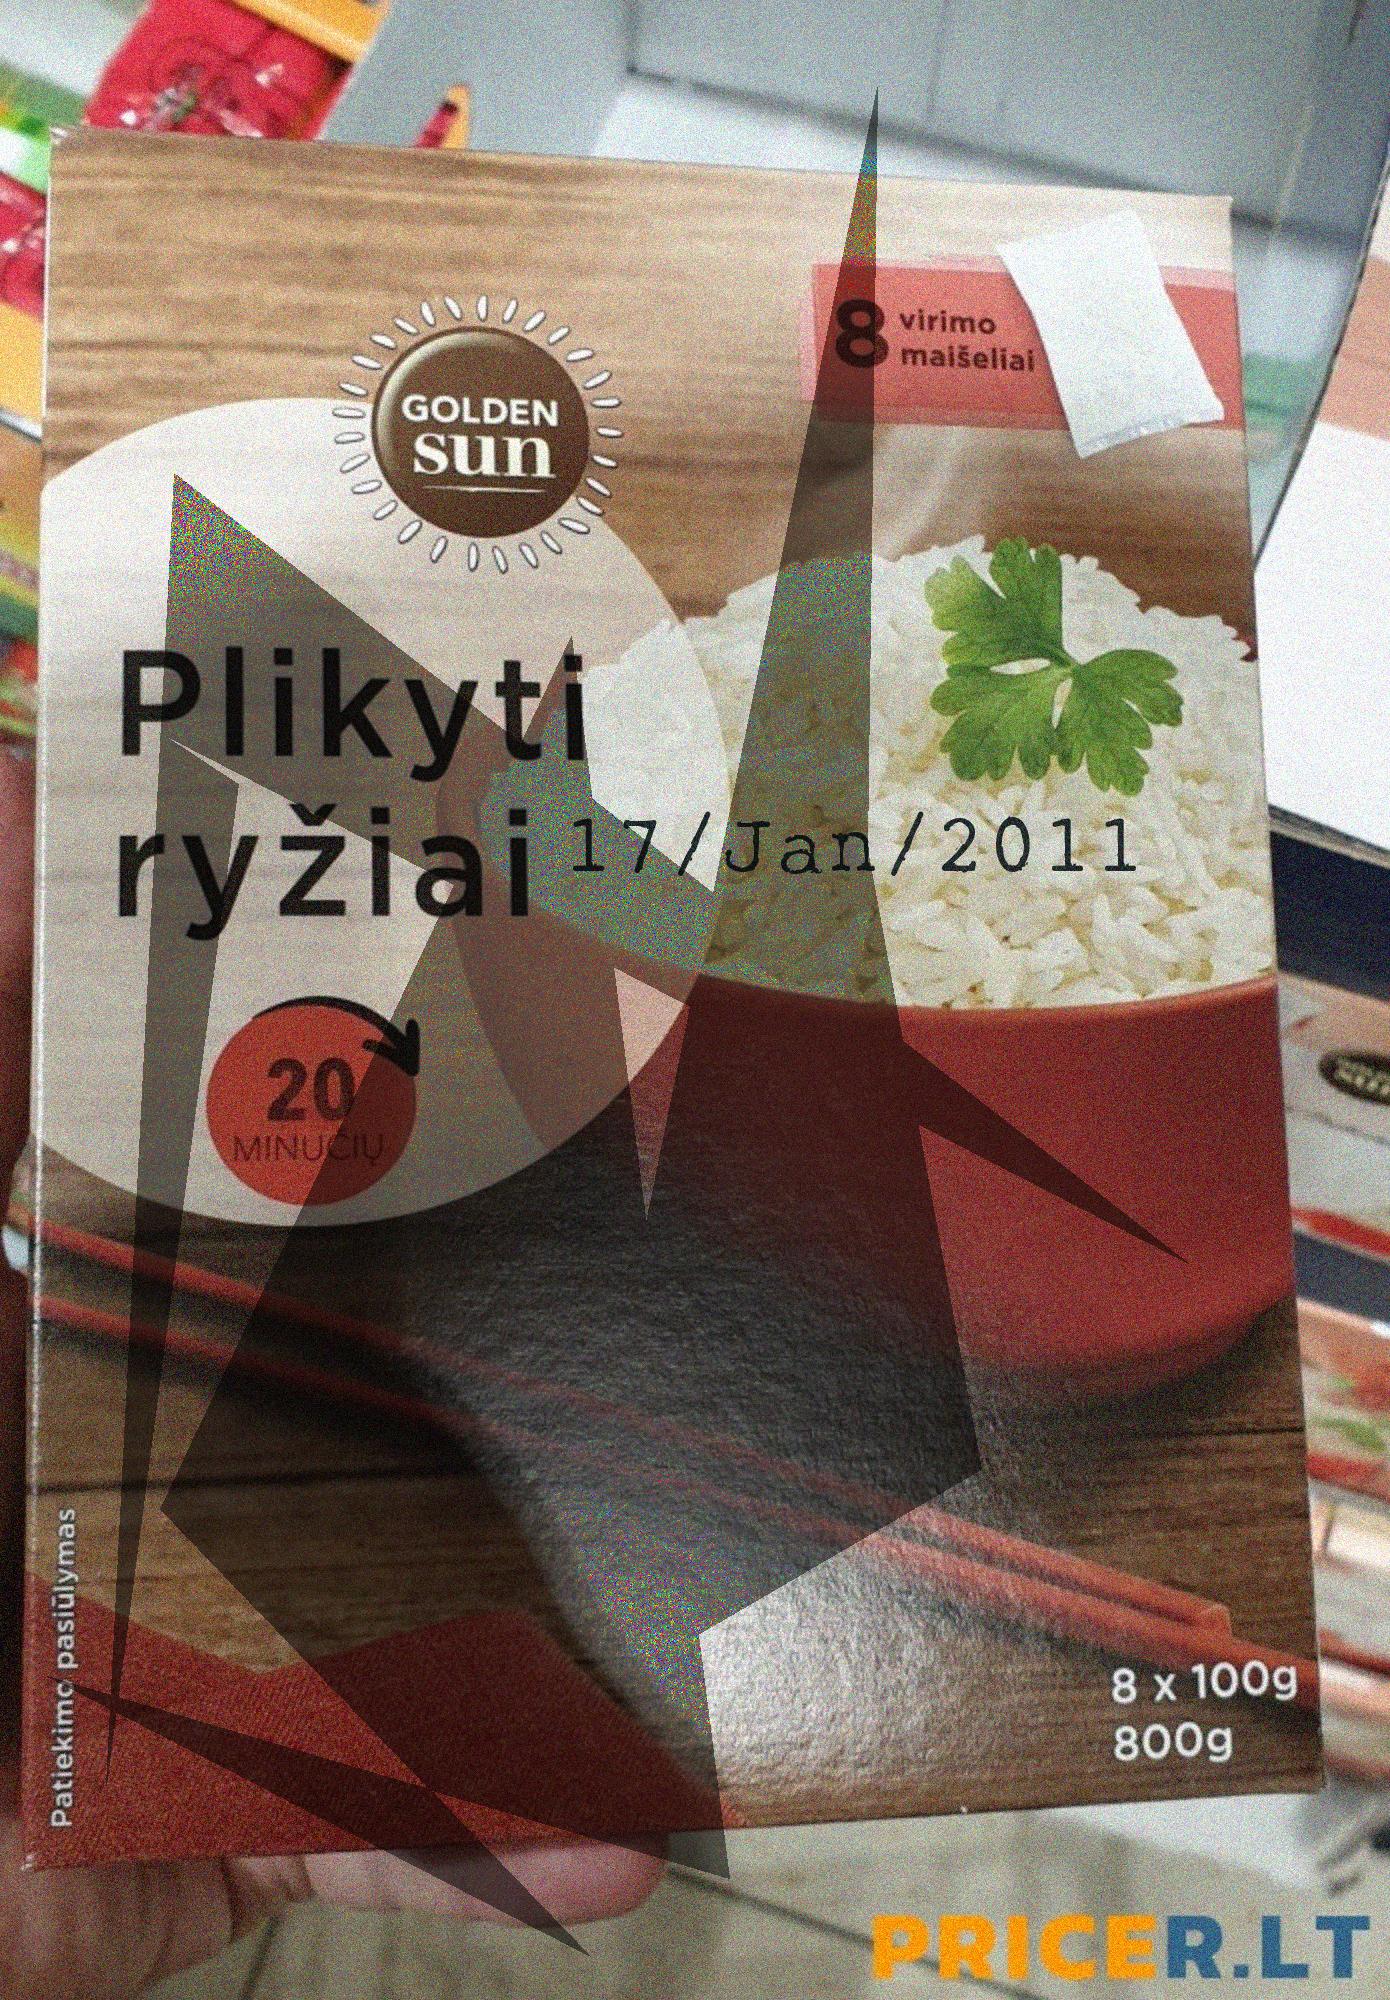 8 virimo
maišeliai
GOLDEN
sun
Plikyti
ryžiai
17/Jan/2011
20
MINUČIŲ
Patiekimo pasiūlymas
8 x 100g
800g
PRICER.LT